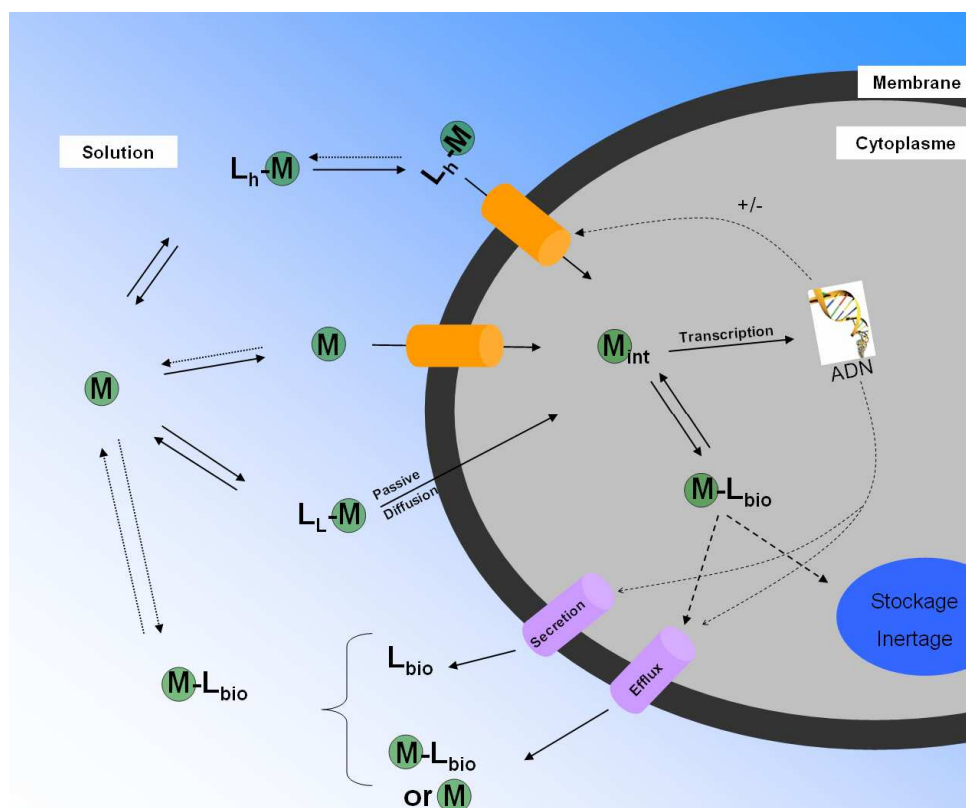 Membrane
Cytoplasme
Solution
Lh-M
Lh-M
+/-
M
M
Mint
Transcription
ADN
LL-M
Passive
Diffusion
M-Lbio
Stockage
Inertage
Secretion
Efflux
Lbio
M-Lbio
M-Lbio
or M